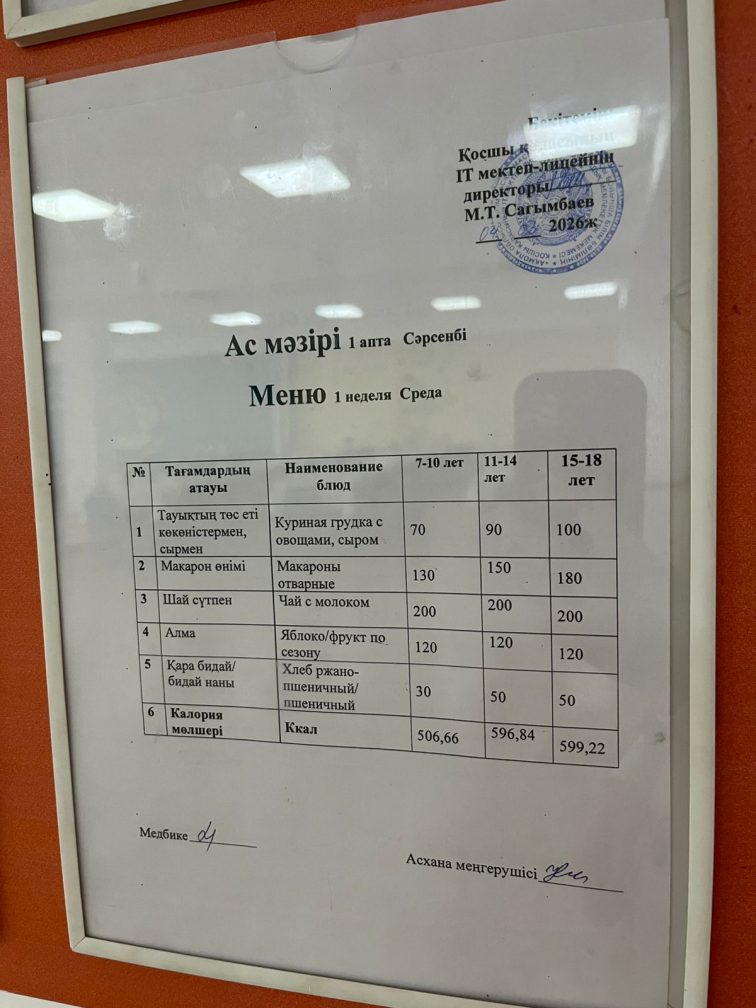 Бекітемін
Қосшы қаласының
IT мектеп-лицейнің
директоры
М.Т. Сагымбаев
2026ж
Ас мәзірі 1 апта Сәрсенбі
Меню 1 неделя Среда
№ Тағамдардың атауы Наименование блюд 7-10 лет 11-14 лет 15-18 лет
1 Тауықтың төс еті көкөністермен, сырмен Куриная грудка с овощами, сыром 70 90 100
2 Макарон өнімі Макароны отварные 130 150 180
3 Шай сүтпен Чай с молоком 200 200 200
4 Алма Яблоко/фрукт по сезону 120 120 120
5 Қара бидай/ бидай наны Хлеб ржано-пшеничный/ пшеничный 30 50 50
6 Калория мөлшері Ккал 506,66 596,84 599,22
Медбике
Асхана меңгерушісі